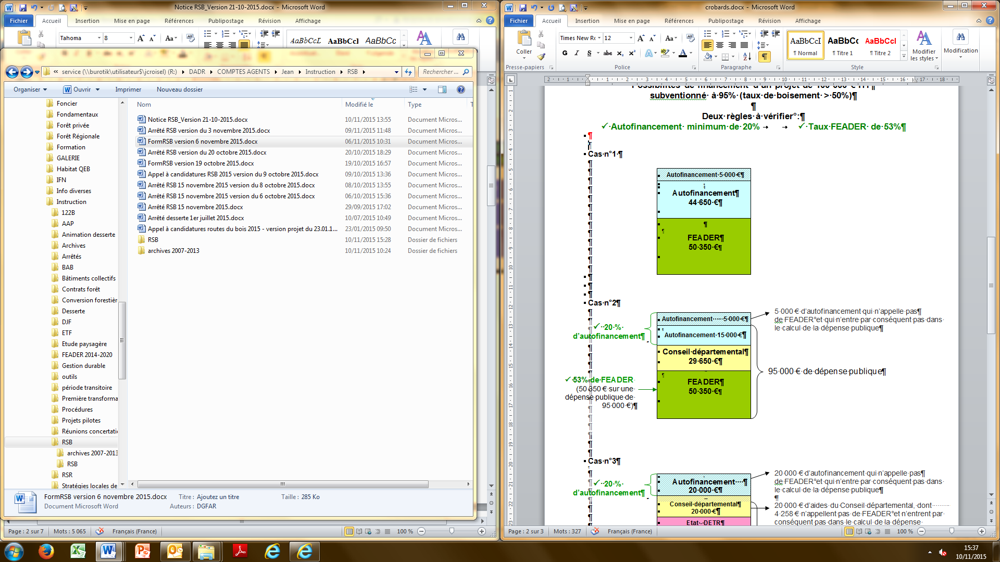 Notice RSB_Version 21-10-2015.docx - Microsoft Word
Fichier Accueil Insertion Mise en page Références Publipostage Révision Affichage
Tahoma 8
AaBbCcL AaBbCcI AaBbCc
service (\\burotik\utilisateur$\jcroisel) (R:) DADR COMPTES AGENTS Jean Instruction RSB
Rechercher ...
Organiser Ouvrir Imprimer Nouveau dossier
Nom Modifié le Type T
Foncier
Fondamentaux
Forêt privée
Forêt Régionale
Formation
GALERIE
Habitat QEB
IFN
Info diverses
Instruction
122B
AAP
Animation desserte
Archives
Arrêtés
BAB
Bâtiments collectifs
Contrats forêt
Conversion forestièr
Desserte
DJF
ETF
Etude paysagère
FEADER 2014-2020
Gestion durable
outils
période transitoire
Première transforma
Procédures
Projets pilotes
Réunions concertati
RSB
archives 2007-2013
RSB
RSR
Stratégies locales de
Notice RSB_Version 21-10-2015.docx 10/11/2015 13:55 Document Micros...
Arrêté RSB version du 3 novembre 2015.docx 09/11/2015 11:48 Document Micros...
FormRSB version 6 novembre 2015.docx 06/11/2015 10:31 Document Micros...
Arrêté RSB version du 20 octobre 2015.docx 20/10/2015 18:29 Document Micros...
FormRSB version 19 octobre 2015.docx 19/10/2015 16:57 Document Micros...
Appel à candidatures RSB 2015 version du 9 octobre 2015.docx 09/10/2015 13:36 Document Micros...
Arrêté RSB 15 novembre 2015 version du 8 octobre 2015.docx 08/10/2015 13:55 Document Micros...
Arrêté RSB 15 novembre 2015 version du 6 octobre 2015.docx 06/10/2015 15:36 Document Micros...
Arrêté RSB 15 novembre 2015.docx 29/09/2015 17:02 Document Micros...
Arrêté desserte 1er juillet 2015.docx 10/07/2015 10:49 Document Micros...
Appel à candidatures routes du bois 2015 - version projet du 23.01.1... 23/01/2015 09:50 Document Micros...
RSB 10/11/2015 15:28 Dossier de fichiers
archives 2007-2013 10/11/2015 10:24 Dossier de fichiers
FormRSB version 6 novembre 2015.docx Titre : Ajoutez un titre Taille : 285 Ko
Document Microsoft Word Auteurs : DGFAR
Page : 2 sur 7 Mots : 5 065 Français (France) 100 %
crobards.docx - Microsoft Word
Fichier Accueil Insertion Mise en page Références Publipostage Révision Affichage
Coller
Times New Ro 12
G I S abc x₂ x²
AaBbCcI AaBbCc AaBbCcI
¶ Normal ¶ Titre 1 ¶ Titre 2
Modifier les styles
Modification
Presse-papiers Police Paragraphe Style
subventionné à 95% (taux de boisement > 50%)¶
¶
Deux règles à vérifier°:¶
✓ Autofinancement minimum de 20% → → ✓ Taux FEADER de 53%¶
Cas n°1 ¶
Autofinancement 5 000 €¶
Autofinancement¶
44 650 €¶
FEADER¶
50 350 €¶
Cas n°2¶
Autofinancement 5 000 €¶
Autofinancement 15 000 €¶
Conseil départemental¶
29 650 €¶
FEADER¶
50 350 €¶
✓ 20 %
d'autofinancement¶
✓ 53% de FEADER
(50 350 € sur une
dépense publique de
95 000 €)¶
5 000 € d'autofinancement qui n'appelle pas¶
de FEADER°et qui n'entre par conséquent pas dans
le calcul de la dépense publique¶
95 000 € de dépense publique¶
Cas n°3¶
✓ 20 %
d'autofinancement¶
Autofinancement ¶
20 000 €¶
Conseil départemental¶
20 000 €¶
Etat - DETR¶
20 000 € d'autofinancement qui n'appelle pas¶
de FEADER°et qui n'entre par conséquent pas dans
le calcul de la dépense publique¶
¶
20 000 € d'aides du Conseil départemental, dont
4 258 € n'appellent pas de FEADER°et n'entrent par
conséquent pas dans le calcul de la dépense
Page : 2 sur 3 Mots : 327 Français (France) 100 %
15:37
10/11/2015